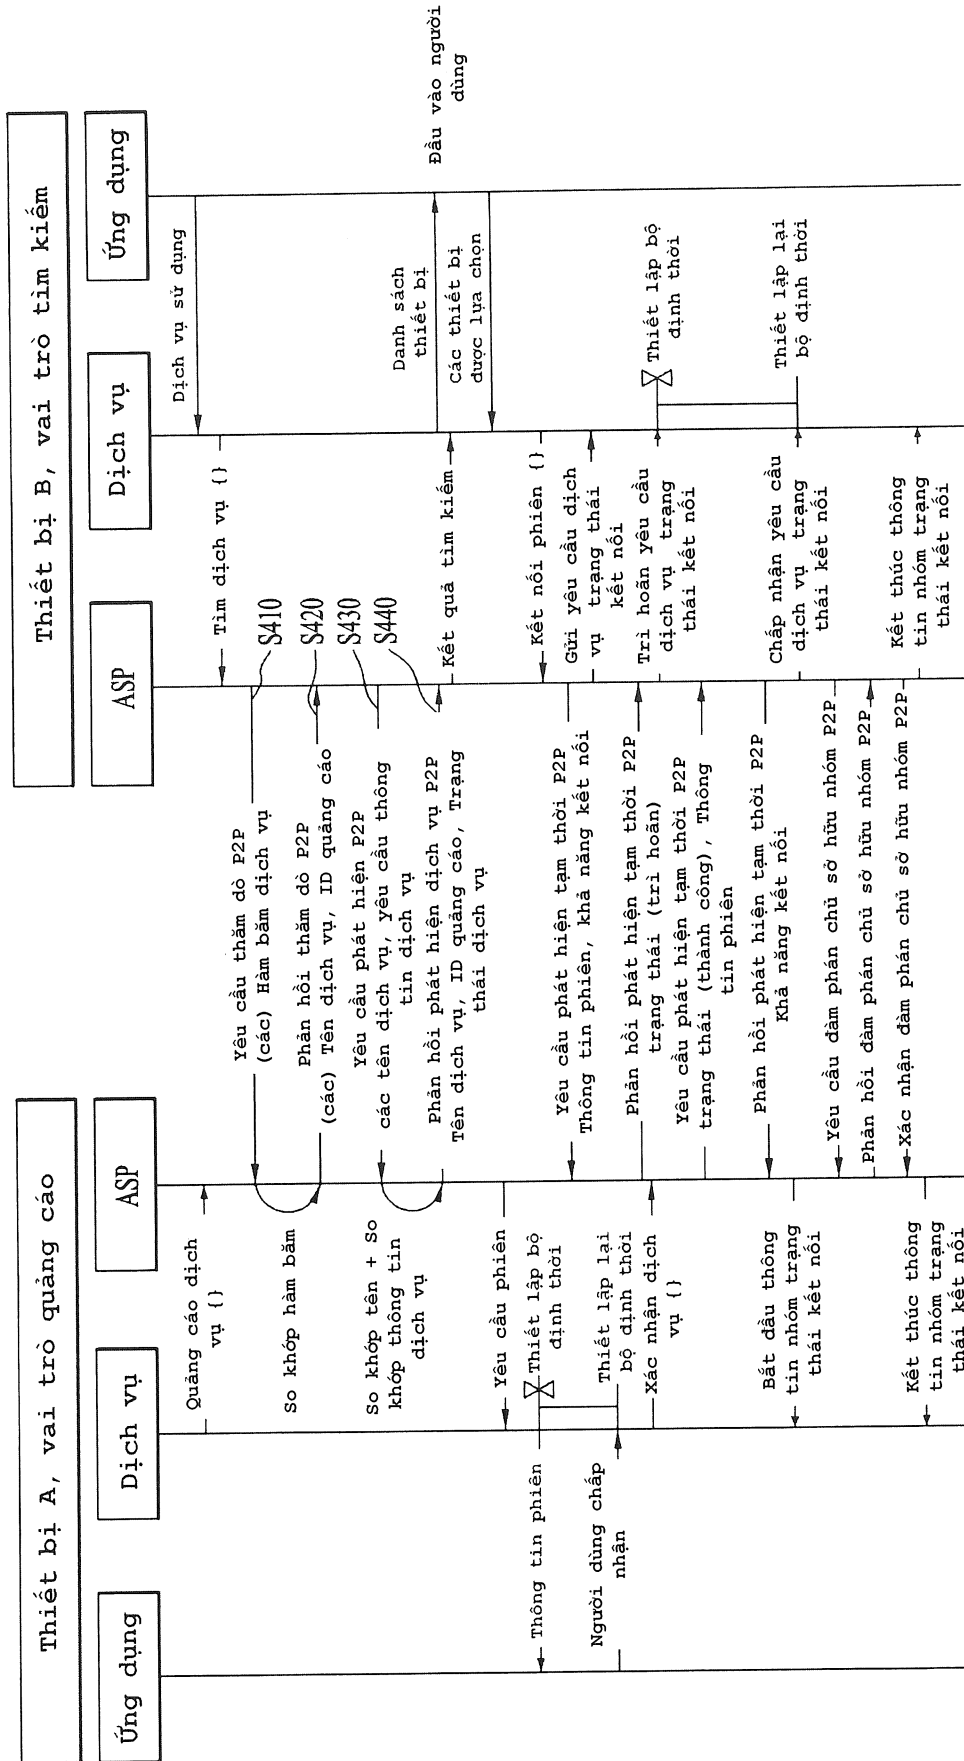 Thiết bị A, vai trò quảng cáo
Thiết bị B, vai trò tìm kiếm
Ứng dụng
Dịch vụ
ASP
ASP
Dịch vụ
Ứng dụng
Dịch vụ sử dụng
Quảng cáo dịch
vụ {}
Tìm dịch vụ {}
S410
Yêu cầu thăm dò P2P
(các) Hàm băm dịch vụ
So khớp hàm băm
S420
Phản hồi thăm dò P2P
(các) Tên dịch vụ, ID quảng cáo
S430
Yêu cầu phát hiện P2P
các tên dịch vụ, yêu cầu thông
tin dịch vụ
So khớp tên + So
khớp thông tin
dịch vụ
S440
Phản hồi phát hiện dịch vụ P2P
Tên dịch vụ, ID quảng cáo, Trạng
thái dịch vụ
Kết quả tìm kiếm
Danh sách
thiết bị
Đầu vào người
dùng
Các thiết bị
được lựa chọn
Kết nối phiên {}
Yêu cầu phiên
Yêu cầu phát hiện tạm thời P2P
Thông tin phiên, khả năng kết nối
Gửi yêu cầu dịch
vụ trạng thái
kết nối
Thông tin phiên
Thiết lập bộ
định thời
Phản hồi phát hiện tạm thời P2P
trạng thái (trì hoãn)
Trì hoãn yêu cầu
dịch vụ trạng
thái kết nối
Thiết lập bộ
định thời
Người dùng chấp
nhận
Thiết lập lại
bộ định thời
Xác nhận dịch
vụ {}
Yêu cầu phát hiện tạm thời P2P
trạng thái (thành công), Thông
tin phiên
Phản hồi phát hiện tạm thời P2P
Khả năng kết nối
Chấp nhận yêu cầu
dịch vụ trạng
thái kết nối
Thiết lập lại
bộ định thời
Bắt đầu thông
tin nhóm trạng
thái kết nối
Yêu cầu đàm phán chủ sở hữu nhóm P2P
Phản hồi đàm phán chủ sở hữu nhóm P2P
Xác nhận đàm phán chủ sở hữu nhóm P2P
Kết thúc thông
tin nhóm trạng
thái kết nối
Kết thúc thông
tin nhóm trạng
thái kết nối